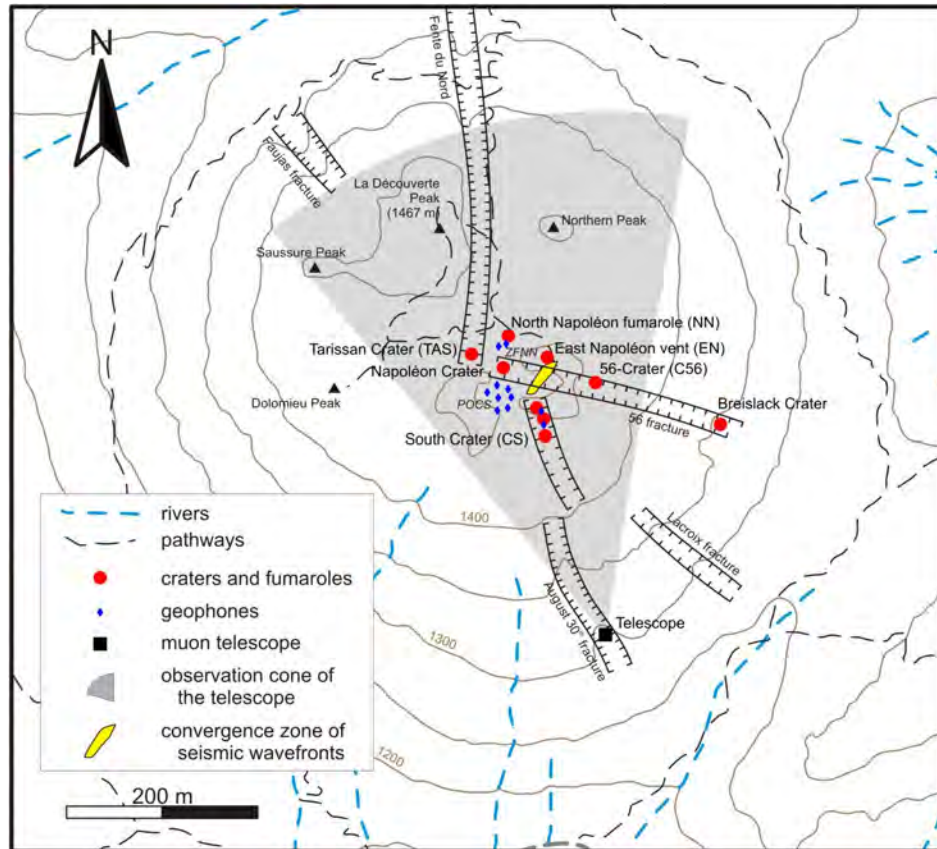 N
Fente du Nord
Faujas fracture
La Découverte
Peak
(1467 m)
Northern Peak
Saussure Peak
North Napoléon fumarole (NN)
Tarissan Crater (TAS)
ZFNN
East Napoléon vent (EN)
Napoléon Crater
56-Crater (C56)
Dolomieu Peak
POCS
Breislack Crater
56 fracture
South Crater (CS)
1400
Lacroix fracture
August 30th fracture
Telescope
1300
1200
rivers
pathways
craters and fumaroles
geophones
muon telescope
observation cone of
the telescope
convergence zone of
seismic wavefronts
200 m